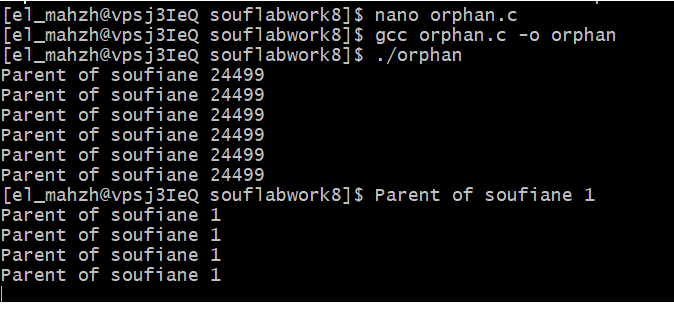 [el_mahzh@vpsj3IeQ souflabwork8]$ nano orphan.c
[el_mahzh@vpsj3IeQ souflabwork8]$ gcc orphan.c -o orphan
[el_mahzh@vpsj3IeQ souflabwork8]$ ./orphan
Parent of soufiane 24499
Parent of soufiane 24499
Parent of soufiane 24499
Parent of soufiane 24499
Parent of soufiane 24499
Parent of soufiane 24499
[el_mahzh@vpsj3IeQ souflabwork8]$ Parent of soufiane 1
Parent of soufiane 1
Parent of soufiane 1
Parent of soufiane 1
Parent of soufiane 1